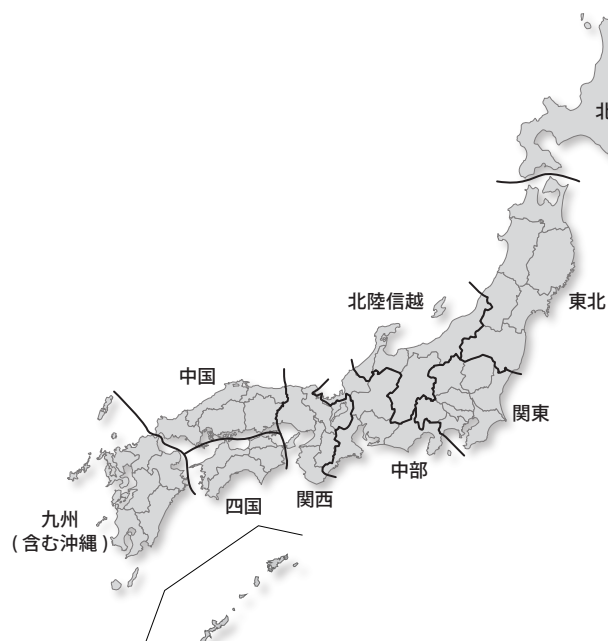 北
東北
北陸信越
中国
関東
中部
関西
四国
九州
(含む沖縄)